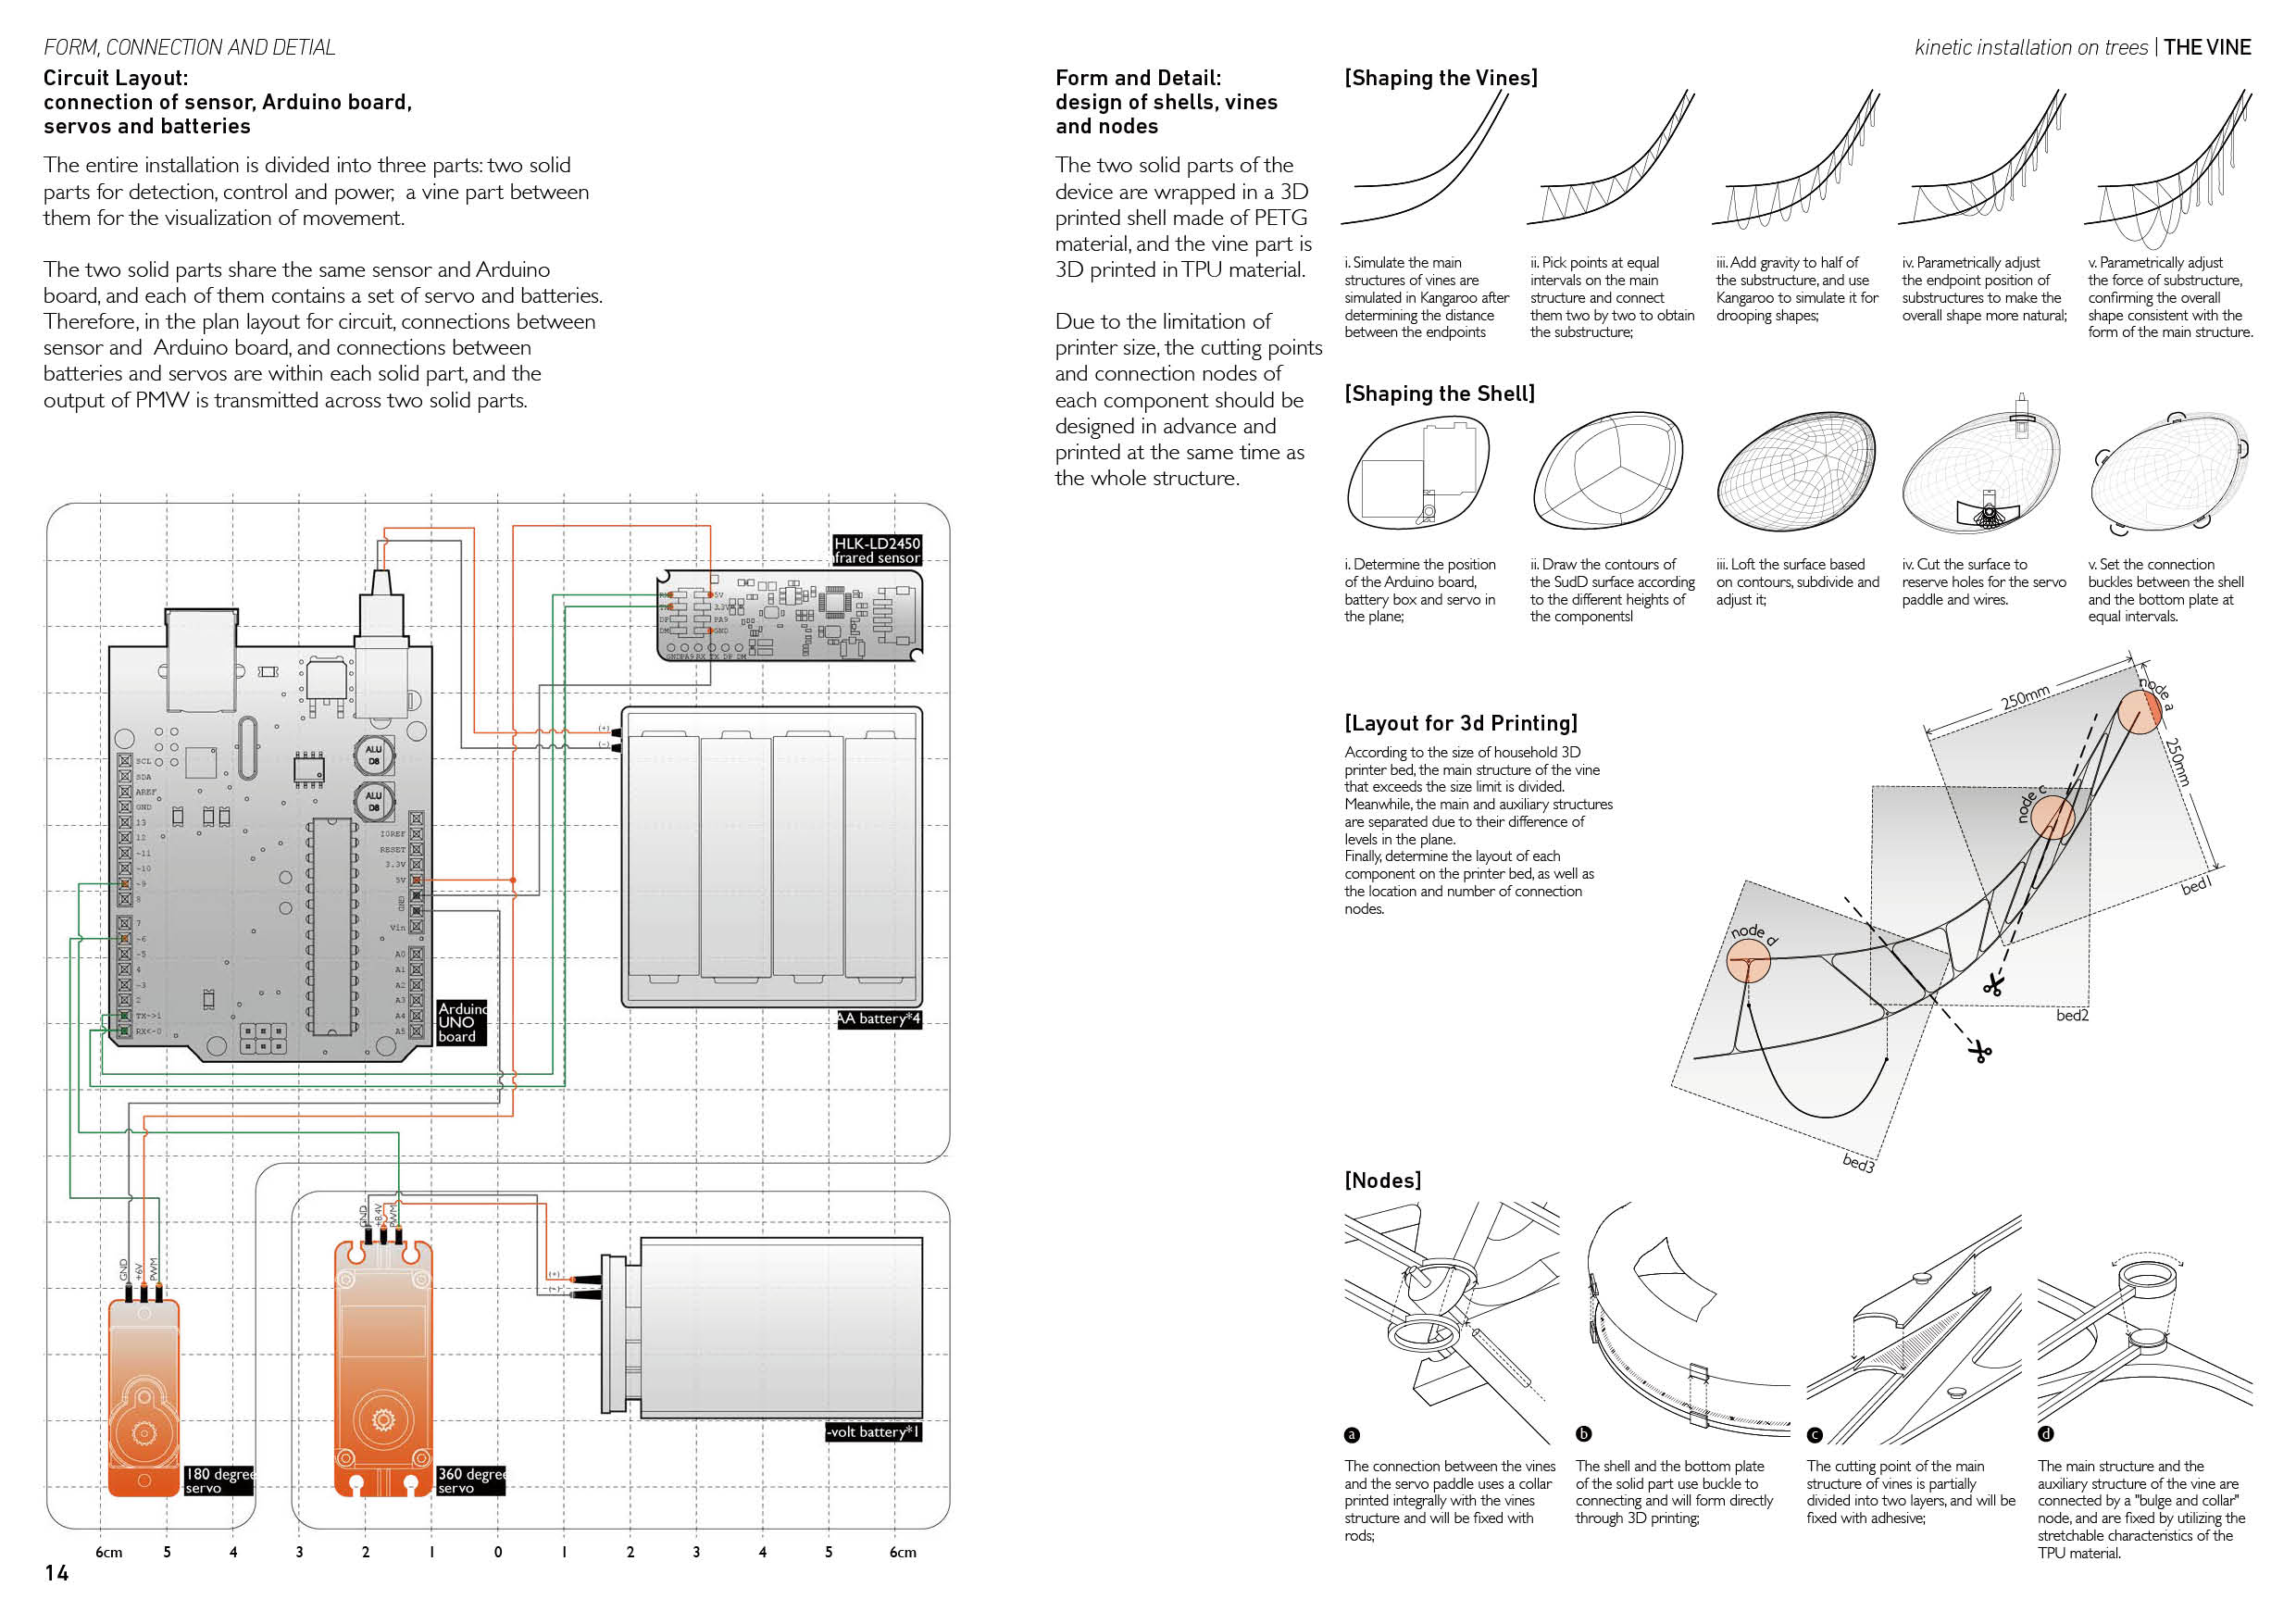 FORM, CONNECTION AND DETIAL
kinetic installation on trees | THE VINE
Circuit Layout:
connection of sensor, Arduino board,
servos and batteries
The entire installation is divided into three parts: two solid
parts for detection, control and power, a vine part between
them for the visualization of movement.
The two solid parts share the same sensor and Arduino
board, and each of them contains a set of servo and batteries.
Therefore, in the plan layout for circuit, connections between
sensor and Arduino board, and connections between
batteries and servos are within each solid part, and the
output of PMW is transmitted across two solid parts.
HLK-LD2450
frared sensor
RX
TX
DP
DM
5V
3.3V
PA9
GND
GND PA9 RX TX DP DM
(+)
(-)
ALU
D8
ALU
D8
SCL
SDA
AREF
GND
13
12
~11
~10
~9
8
7
~6
~5
4
~3
2
TX->1
RX<-0
IOREF
RESET
3.3V
5V
GND
Vin
A0
A1
A2
A3
A4
A5
Arduino
UNO
board
AA battery*4
GND
+6V
PWM
GND
+8.4V
PWM
(+)
(-)
-volt battery*1
180 degree
servo
360 degree
servo
6cm 5 4 3 2 1 0 1 2 3 4 5 6cm
14
Form and Detail:
design of shells, vines
and nodes
The two solid parts of the
device are wrapped in a 3D
printed shell made of PETG
material, and the vine part is
3D printed in TPU material.
Due to the limitation of
printer size, the cutting points
and connection nodes of
each component should be
designed in advance and
printed at the same time as
the whole structure.
[Shaping the Vines]
i. Simulate the main
structures of vines are
simulated in Kangaroo after
determining the distance
between the endpoints
ii. Pick points at equal
intervals on the main
structure and connect
them two by two to obtain
the substructure;
iii. Add gravity to half of
the substructure, and use
Kangaroo to simulate it for
drooping shapes;
iv. Parametrically adjust
the endpoint position of
substructures to make the
overall shape more natural;
v. Parametrically adjust
the force of substructure,
confirming the overall
shape consistent with the
form of the main structure.
[Shaping the Shell]
i. Determine the position
of the Arduino board,
battery box and servo in
the plane;
ii. Draw the contours of
the SudD surface according
to the different heights of
the componentsl
iii. Loft the surface based
on contours, subdivide and
adjust it;
iv. Cut the surface to
reserve holes for the servo
paddle and wires.
v. Set the connection
buckles between the shell
and the bottom plate at
equal intervals.
[Layout for 3d Printing]
According to the size of household 3D
printer bed, the main structure of the vine
that exceeds the size limit is divided.
Meanwhile, the main and auxiliary structures
are separated due to their difference of
levels in the plane.
Finally, determine the layout of each
component on the printer bed, as well as
the location and number of connection
nodes.
250mm
node a
250mm
node c
bed1
node d
bed2
bed3
[Nodes]
a
The connection between the vines
and the servo paddle uses a collar
printed integrally with the vines
structure and will be fixed with
rods;
b
The shell and the bottom plate
of the solid part use buckle to
connecting and will form directly
through 3D printing;
c
The cutting point of the main
structure of vines is partially
divided into two layers, and will be
fixed with adhesive;
d
The main structure and the
auxiliary structure of the vine are
connected by a "bulge and collar"
node, and are fixed by utilizing the
stretchable characteristics of the
TPU material.